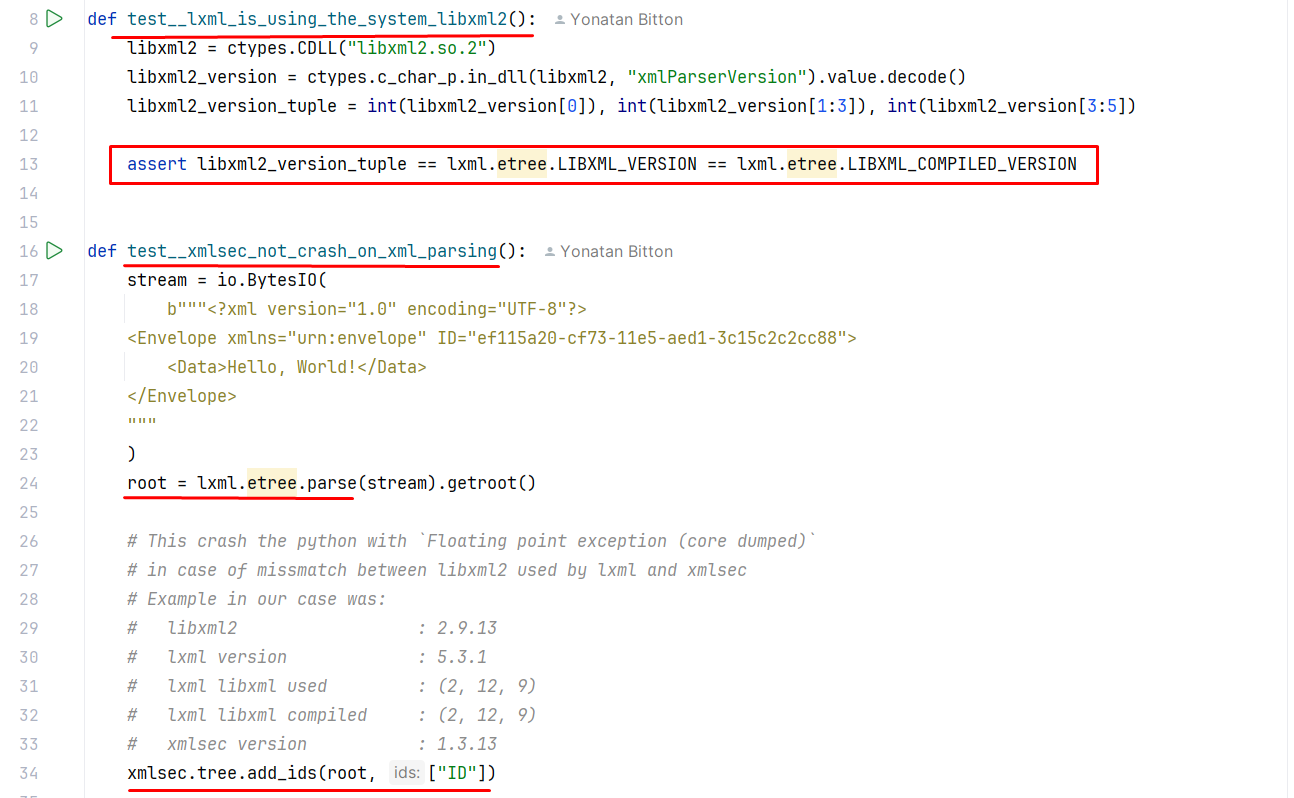 8 def test__lxml_is_using_the_system_libxml2(): Yonatan Bitton
9 libxml2 = ctypes.CDLL("libxml2.so.2")
10 libxml2_version = ctypes.c_char_p.in_dll(libxml2, "xmlParserVersion").value.decode()
11 libxml2_version_tuple = int(libxml2_version[0]), int(libxml2_version[1:3]), int(libxml2_version[3:5])
12
13 assert libxml2_version_tuple == lxml.etree.LIBXML_VERSION == lxml.etree.LIBXML_COMPILED_VERSION
14
15
16 def test__xmlsec_not_crash_on_xml_parsing(): Yonatan Bitton
17 stream = io.BytesIO(
18 b"""<?xml version="1.0" encoding="UTF-8"?>
19 <Envelope xmlns="urn:envelope" ID="ef115a20-cf73-11e5-aed1-3c15c2c2cc88">
20 <Data>Hello, World!</Data>
21 </Envelope>
22 """
23 )
24 root = lxml.etree.parse(stream).getroot()
25
26 # This crash the python with `Floating point exception (core dumped)`
27 # in case of missmatch between libxml2 used by lxml and xmlsec
28 # Example in our case was:
29 # libxml2 : 2.9.13
30 # lxml version : 5.3.1
31 # lxml libxml used : (2, 12, 9)
32 # lxml libxml compiled : (2, 12, 9)
33 # xmlsec version : 1.3.13
34 xmlsec.tree.add_ids(root, ids: ["ID"])